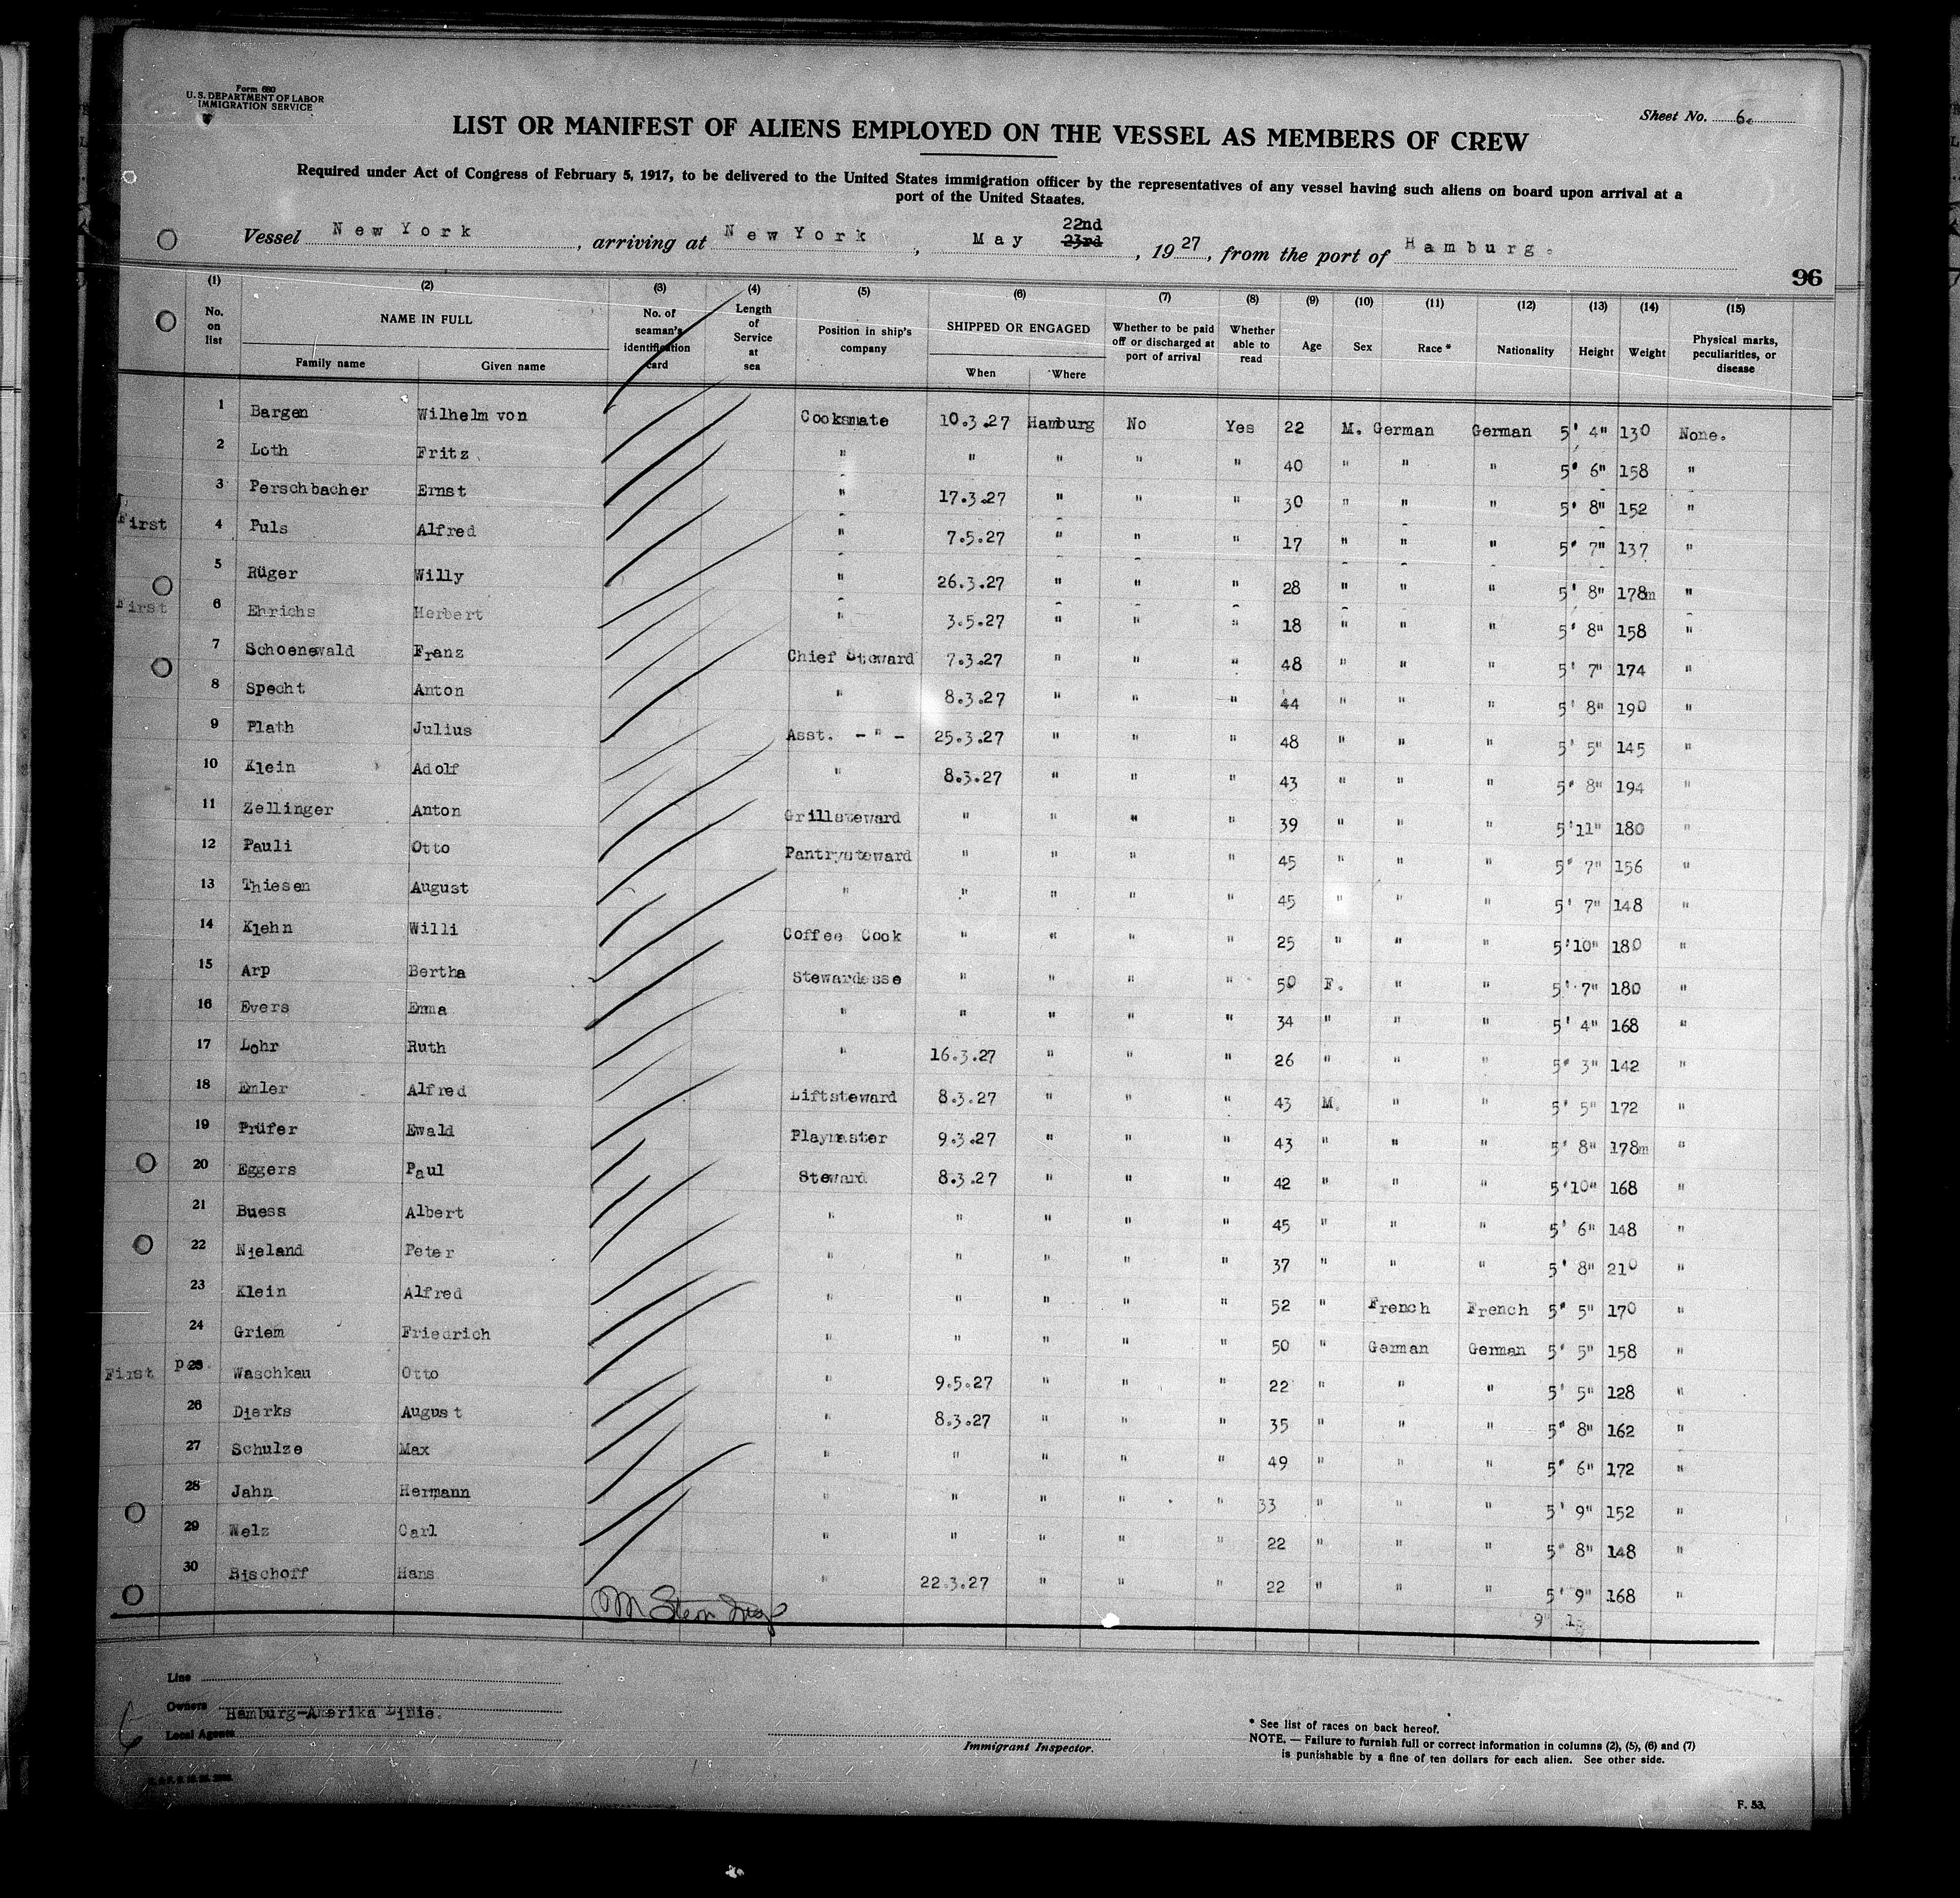 Form 680
U. S. DEPARTMENT OF LABOR
IMMIGRATION SERVICE
Sheet No. 6.
LIST OR MANIFEST OF ALIENS EMPLOYED ON THE VESSEL AS MEMBERS OF CREW
Required under Act of Congress of February 5, 1917, to be delivered to the United States immigration officer by the representatives of any vessel having such aliens on board upon arrival at a
port of the United Staates.
22nd
Vessel New York, arriving at New York, May 23rd, 1927, from the port of Hamburg.
96
(1) (2) (3) (4) (5) (6) (7) (8) (9) (10) (11) (12) (13) (14) (15)
No. on list NAME IN FULL Family name Given name No. of seaman's identification card Length of Service at sea Position in ship's company SHIPPED OR ENGAGED When Where Whether to be paid off or discharged at port of arrival Whether able to read Age Sex Race * Nationality Height Weight Physical marks, peculiarities, or disease
1 Bargen Wilhelm von Cooksmate 10.3.27 Hamburg No Yes 22 M. German German 5' 4" 130 None.
2 Loth Fritz " " " " " 40 " " " 5' 6" 158 "
3 Perschbacher Ernst " 17.3.27 " " " 30 " " " 5' 8" 152 "
First 4 Puls Alfred " 7.5.27 " " " 17 " " " 5' 7" 137 "
5 Rüger Willy " 26.3.27 " " " 28 " " " 5' 8" 178m "
First 6 Ehrichs Herbert " 3.5.27 " " " 18 " " " 5' 8" 158 "
7 Schoenewald Franz Chief Steward 7.3.27 " " " 48 " " " 5' 7" 174 "
8 Specht Anton " 8.3.27 " " " 44 " " " 5' 8" 190 "
9 Plath Julius Asst. - " - 25.3.27 " " " 48 " " " 5' 5" 145 "
10 Klein Adolf " 8.3.27 " " " 43 " " " 5' 8" 194 "
11 Zellinger Anton Grillsteward " " " " 39 " " " 5'11" 180 "
12 Pauli Otto Pantrysteward " " " " 45 " " " 5' 7" 156 "
13 Thiesen August " " " " " 45 " " " 5' 7" 148 "
14 Klehn Willi Coffee Cook " " " " 25 " " " 5'10" 180 "
15 Arp Bertha Stewardesse " " " " 50 F. " " 5' 7" 180 "
16 Evers Emma " " " " " 34 " " " 5' 4" 168 "
17 Lohr Ruth " 16.3.27 " " " 26 " " " 5' 3" 142 "
18 Emler Alfred Liftsteward 8.3.27 " " " 43 M. " " 5' 5" 172 "
19 Prüfer Ewald Playmaster 9.3.27 " " " 43 " " " 5' 8" 178m "
20 Eggers Paul Steward 8.3.27 " " " 42 " " " 5'10" 168 "
21 Buess Albert " " " " " 45 " " " 5' 6" 148 "
22 Nieland Peter " " " " " 37 " " " 5' 8" 210 "
23 Klein Alfred " " " " " 52 " French French 5' 5" 170 "
24 Griem Friedrich " " " " " 50 " German German 5' 5" 158 "
First 25 Waschkau Otto " 9.5.27 " " " 22 " " " 5' 5" 128 "
26 Dierks August " 8.3.27 " " " 35 " " " 5' 8" 162 "
27 Schulze Max " " " " " 49 " " " 5' 6" 172 "
28 Jahn Hermann " " " " " 33 " " " 5' 9" 152 "
29 Welz Carl " " " " " 22 " " " 5' 8" 148 "
30 Bischoff Hans " 22.3.27 " " " 22 " " " 5' 9" 168 "
Line
Owners Hamburg-Amerika Linie.
Local Agents
6
Immigrant Inspector.
* See list of races on back hereof.
NOTE. — Failure to furnish full or correct information in columns (2), (5), (6) and (7)
is punishable by a fine of ten dollars for each alien. See other side.
F. 53.